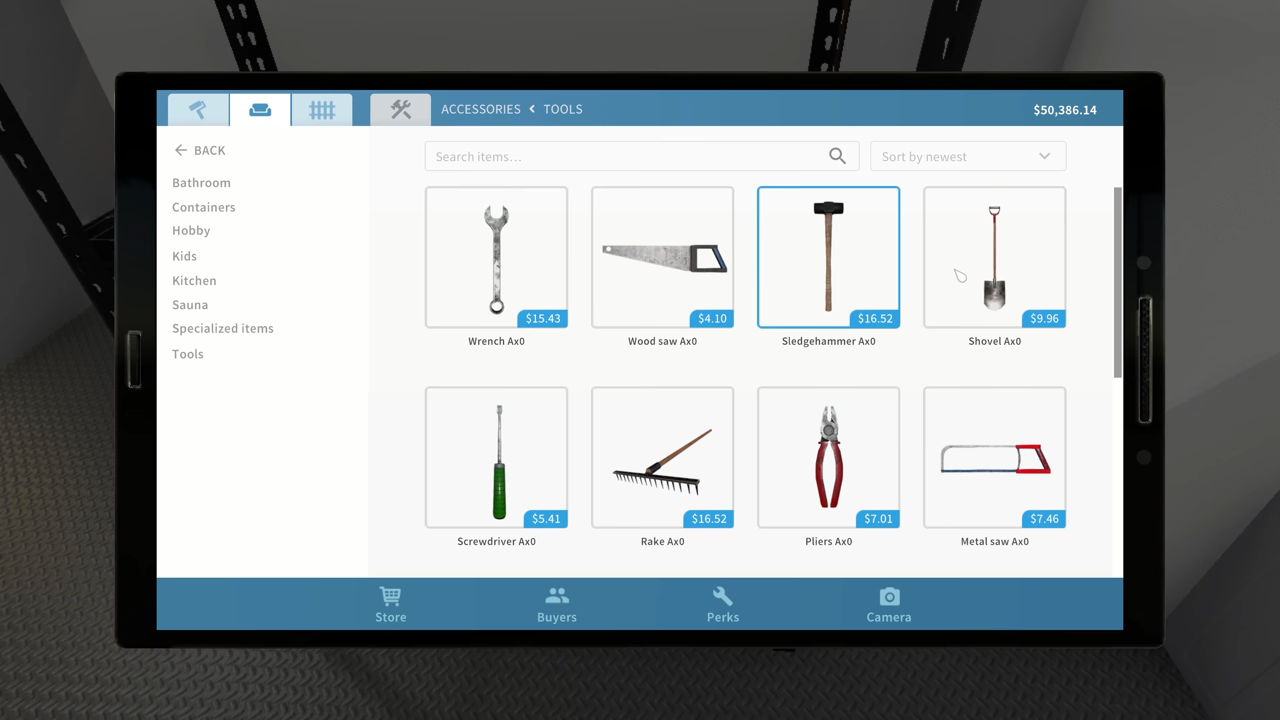 ACCESSORIES < TOOLS
$50,386.14
BACK
Bathroom
Containers
Hobby
Kids
Kitchen
Sauna
Specialized items
Tools
Search items...
Sort by newest
$15.43
$4.10
$16.52
$9.96
Wrench Ax0
Wood saw Ax0
Sledgehammer Ax0
Shovel Ax0
$5.41
$16.52
$7.01
$7.46
Screwdriver Ax0
Rake Ax0
Pliers Ax0
Metal saw Ax0
Store
Buyers
Perks
Camera